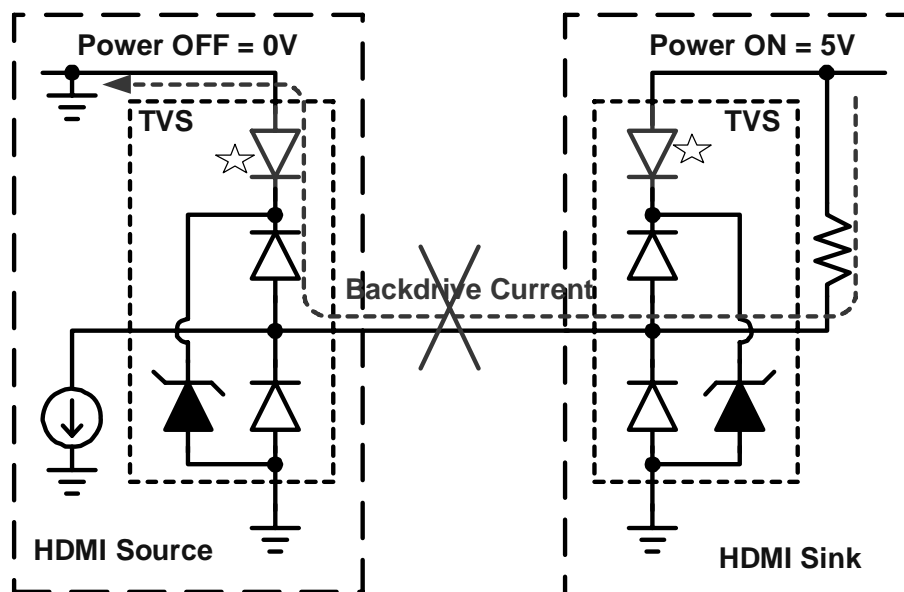 Power OFF = 0V
Power ON = 5V
TVS
TVS
Backdrive Current
HDMI Source
HDMI Sink